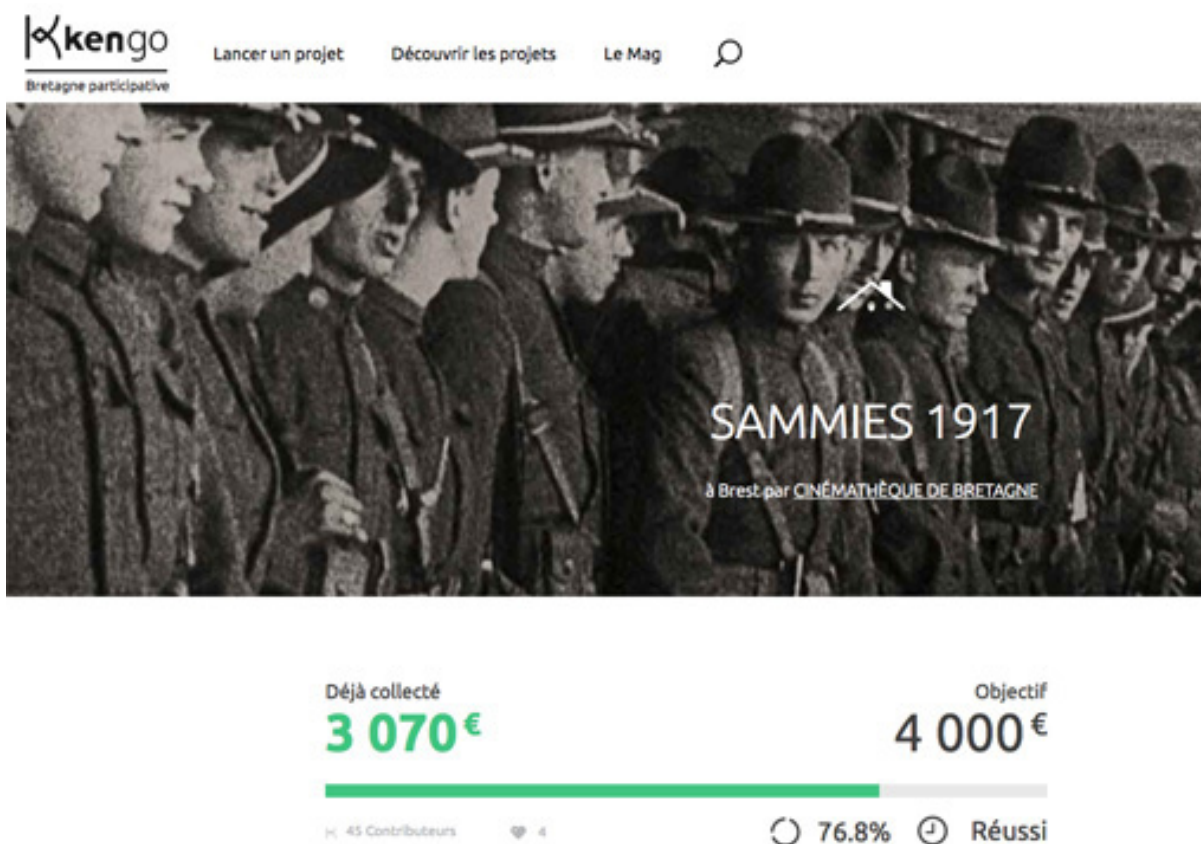 kengo
Bretagne participative
Lancer un projet Découvrir les projets Le Mag
SAMMIES 1917
à Brest par CINÉMATHÈQUE DE BRETAGNE
Déjà collecté Objectif
3 070 € 4 000 €
45 Contributeurs 4 76.8% Réussi